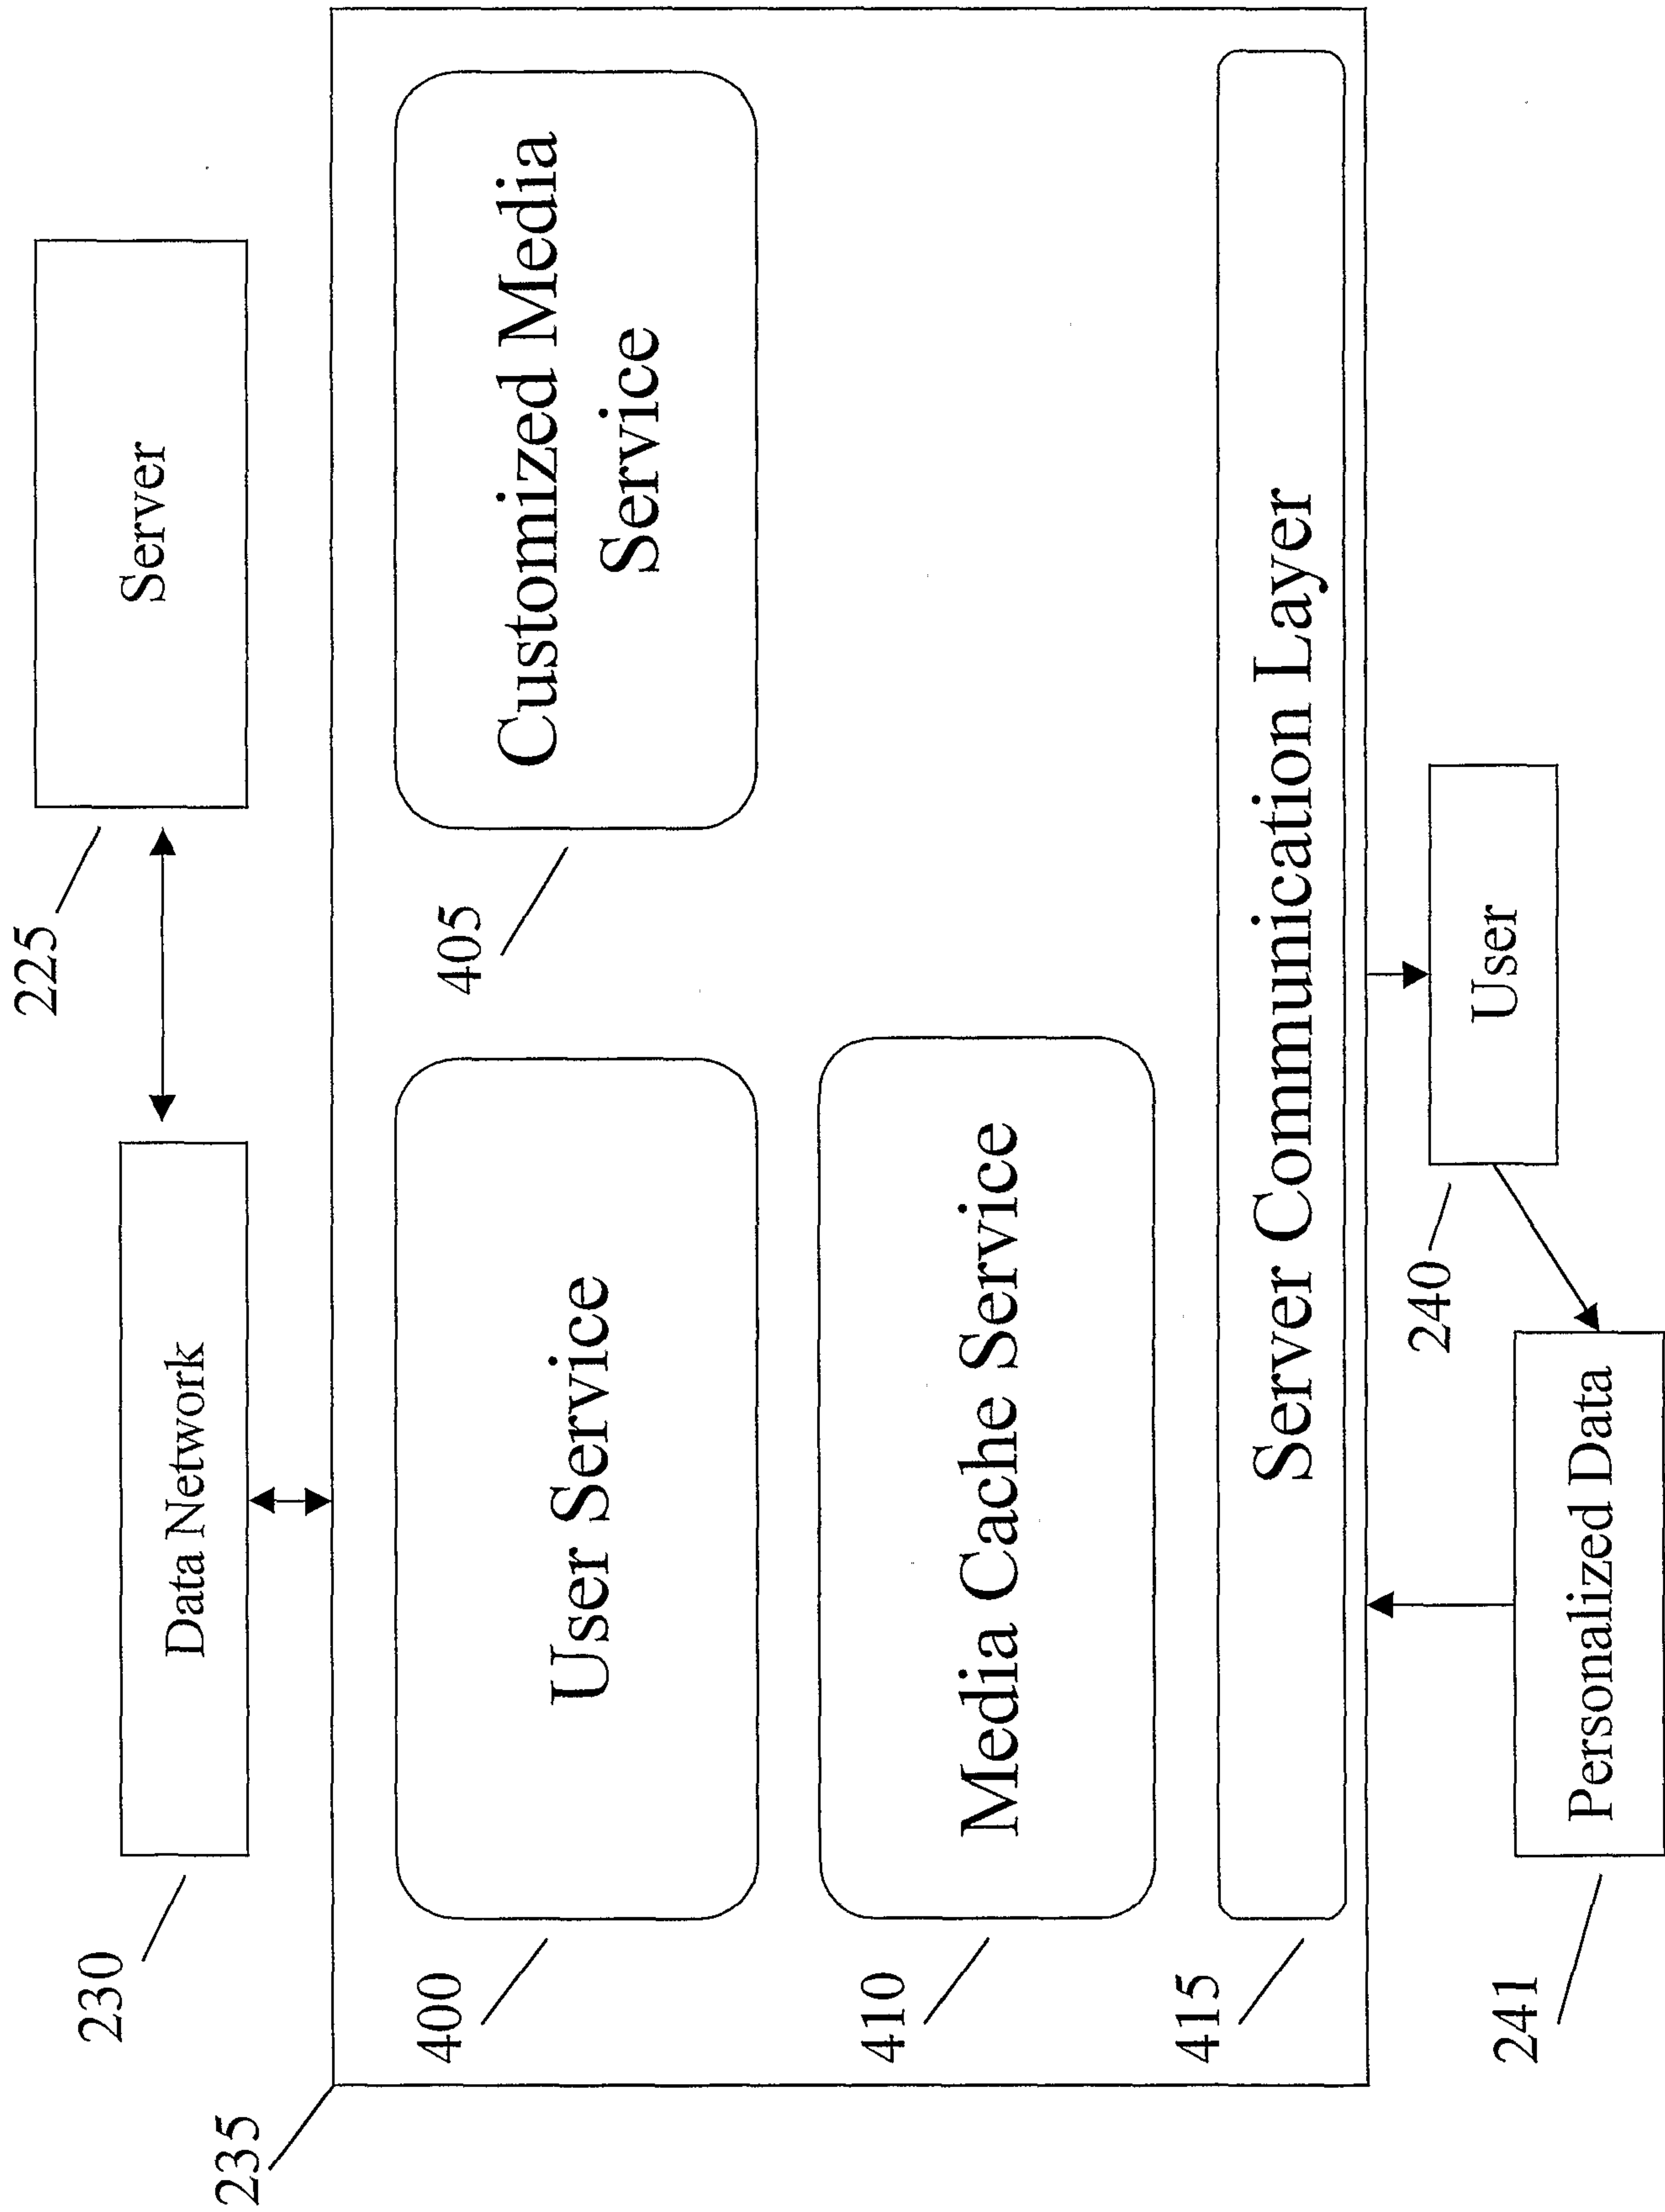 235
230
Data Network
225
Server
400
User Service
405
Customized Media
Service
410
Media Cache Service
415
Server Communication Layer
240
User
241
Personalized Data